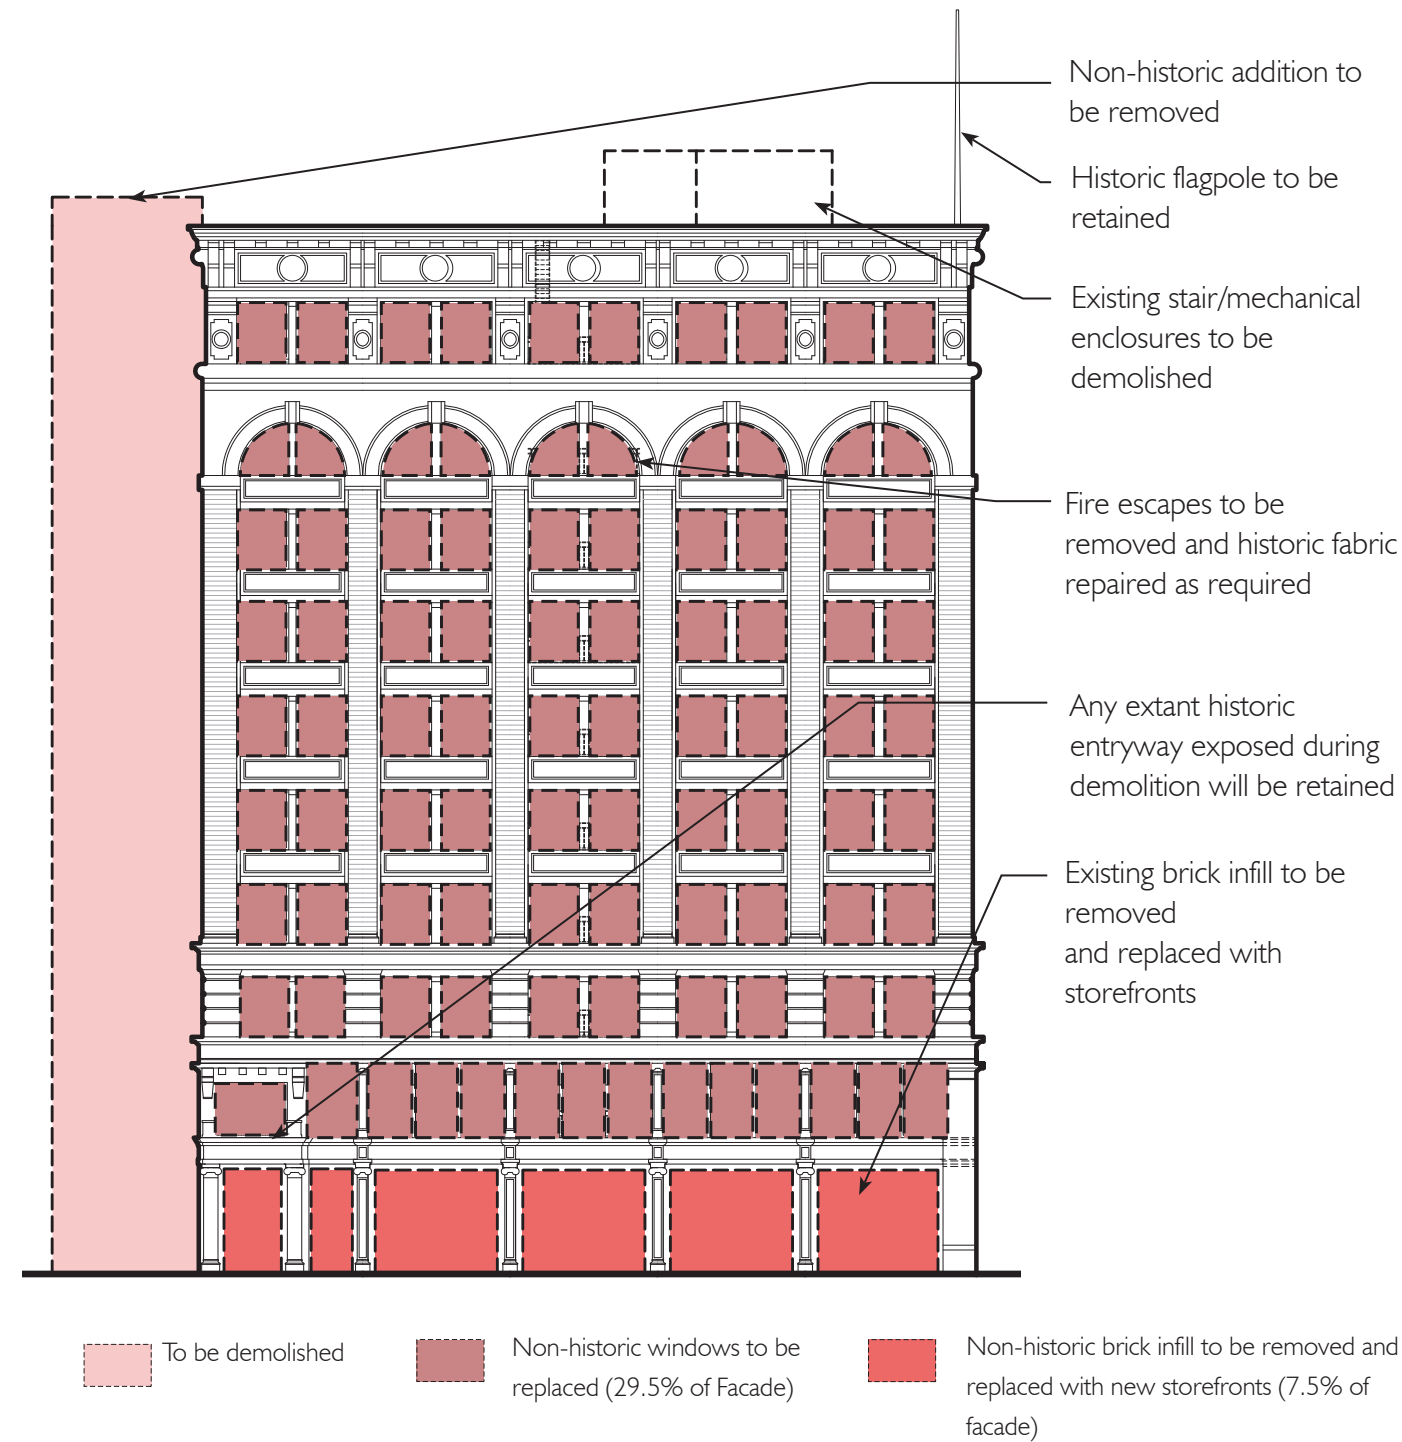 Non-historic addition to
be removed
Historic flagpole to be
retained
Existing stair/mechanical
enclosures to be
demolished
Fire escapes to be
removed and historic fabric
repaired as required
Any extant historic
entryway exposed during
demolition will be retained
Existing brick infill to be
removed
and replaced with
storefronts
To be demolished
Non-historic windows to be
replaced (29.5% of Facade)
Non-historic brick infill to be removed and
replaced with new storefronts (7.5% of
facade)